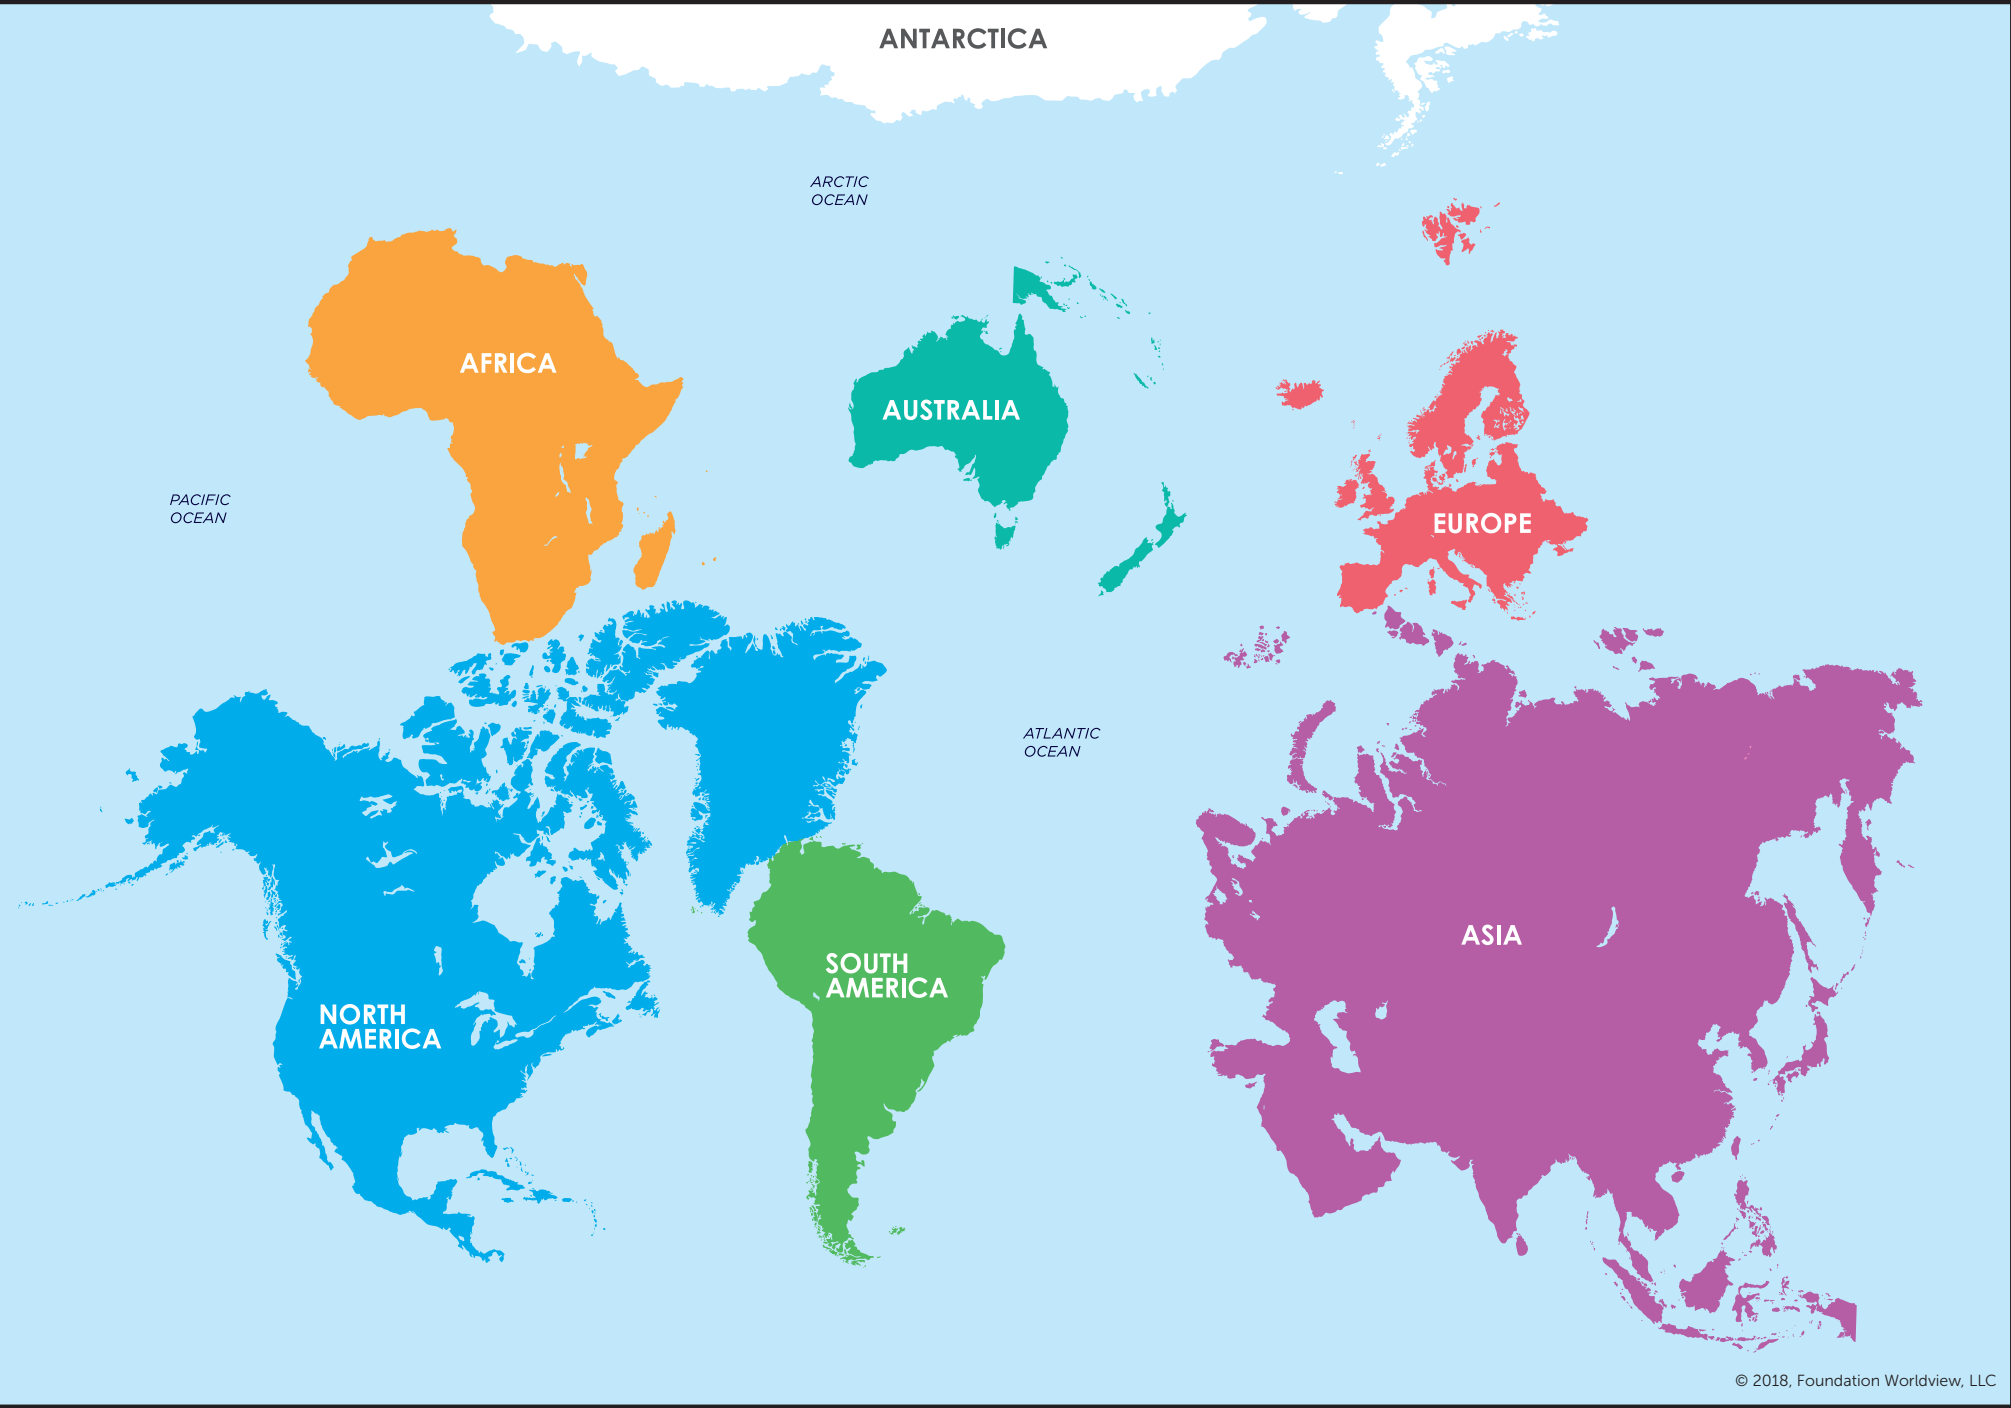 ANTARCTICA
ARCTIC
OCEAN
AFRICA
AUSTRALIA
PACIFIC
OCEAN
EUROPE
ATLANTIC
OCEAN
ASIA
SOUTH
AMERICA
NORTH
AMERICA
© 2018, Foundation Worldview, LLC